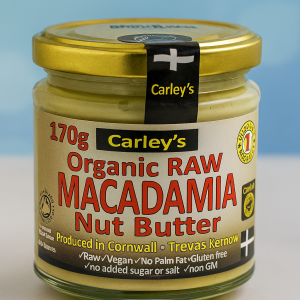 Carley's
170g
Carley's
Organic RAW
MACADAMIA
Nut Butter
Produced in Cornwall • Trevas Kernow
✓Raw ✓Vegan ✓No Palm Fat •Gluten free
✓no added sugar or salt ✓non GM
1